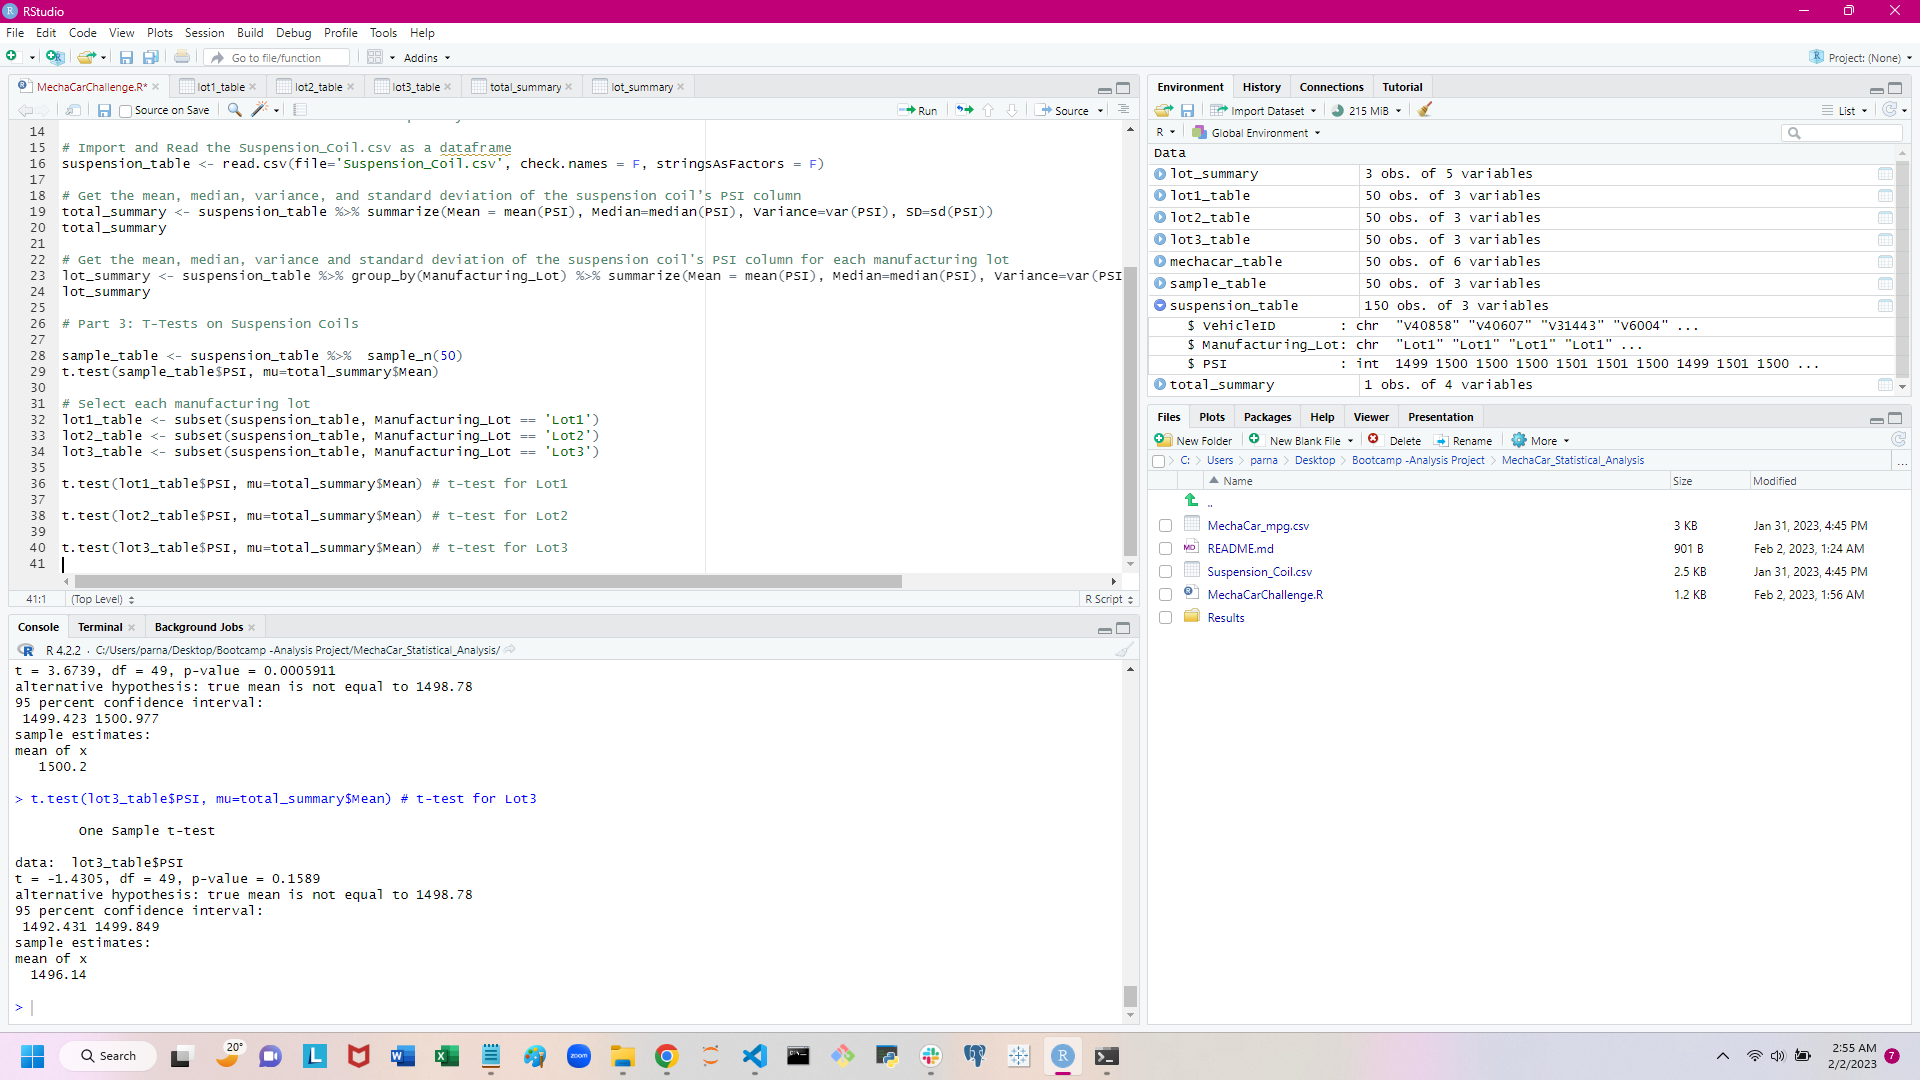 RStudio
File Edit Code View Plots Session Build Debug Profile Tools Help
Go to file/function Addins Project: (None)
MechaCarChallenge.R* lot1_table lot2_table lot3_table total_summary lot_summary
Source on Save Run Source
14
15 # Import and Read the Suspension_Coil.csv as a dataframe
16 suspension_table <- read.csv(file='Suspension_Coil.csv', check.names = F, stringsAsFactors = F)
17
18 # Get the mean, median, variance, and standard deviation of the suspension coil's PSI column
19 total_summary <- suspension_table %>% summarize(Mean = mean(PSI), Median=median(PSI), Variance=var(PSI), SD=sd(PSI))
20 total_summary
21
22 # Get the mean, median, variance and standard deviation of the suspension coil's PSI column for each manufacturing lot
23 lot_summary <- suspension_table %>% group_by(Manufacturing_Lot) %>% summarize(Mean = mean(PSI), Median=median(PSI), Variance=var(PSI
24 lot_summary
25
26 # Part 3: T-Tests on Suspension Coils
27
28 sample_table <- suspension_table %>%  sample_n(50)
29 t.test(sample_table$PSI, mu=total_summary$Mean)
30
31 # Select each manufacturing lot
32 lot1_table <- subset(suspension_table, Manufacturing_Lot == 'Lot1')
33 lot2_table <- subset(suspension_table, Manufacturing_Lot == 'Lot2')
34 lot3_table <- subset(suspension_table, Manufacturing_Lot == 'Lot3')
35
36 t.test(lot1_table$PSI, mu=total_summary$Mean) # t-test for Lot1
37
38 t.test(lot2_table$PSI, mu=total_summary$Mean) # t-test for Lot2
39
40 t.test(lot3_table$PSI, mu=total_summary$Mean) # t-test for Lot3
41
41:1 (Top Level) R Script
Console Terminal Background Jobs
R 4.2.2 · C:/Users/parna/Desktop/Bootcamp -Analysis Project/MechaCar_Statistical_Analysis/
t = 3.6739, df = 49, p-value = 0.0005911
alternative hypothesis: true mean is not equal to 1498.78
95 percent confidence interval:
1499.423 1500.977
sample estimates:
mean of x
1500.2
> t.test(lot3_table$PSI, mu=total_summary$Mean) # t-test for Lot3
One Sample t-test
data:  lot3_table$PSI
t = -1.4305, df = 49, p-value = 0.1589
alternative hypothesis: true mean is not equal to 1498.78
95 percent confidence interval:
1492.431 1499.849
sample estimates:
mean of x
1496.14
>
Environment History Connections Tutorial
Import Dataset 215 MiB List
R Global Environment
Data
lot_summary 3 obs. of 5 variables
lot1_table 50 obs. of 3 variables
lot2_table 50 obs. of 3 variables
lot3_table 50 obs. of 3 variables
mechacar_table 50 obs. of 6 variables
sample_table 50 obs. of 3 variables
suspension_table 150 obs. of 3 variables
$ VehicleID : chr "V40858" "V40607" "V31443" "V6004" ...
$ Manufacturing_Lot: chr "Lot1" "Lot1" "Lot1" "Lot1" ...
$ PSI : int 1499 1500 1500 1500 1501 1501 1500 1499 1501 1500 ...
total_summary 1 obs. of 4 variables
Files Plots Packages Help Viewer Presentation
New Folder New Blank File Delete Rename More
C: Users parna Desktop Bootcamp -Analysis Project MechaCar_Statistical_Analysis ...
Name Size Modified
..
MechaCar_mpg.csv 3 KB Jan 31, 2023, 4:45 PM
README.md 901 B Feb 2, 2023, 1:24 AM
Suspension_Coil.csv 2.5 KB Jan 31, 2023, 4:45 PM
MechaCarChallenge.R 1.2 KB Feb 2, 2023, 1:56 AM
Results
Search 20° zoom 2:55 AM
2/2/2023 7